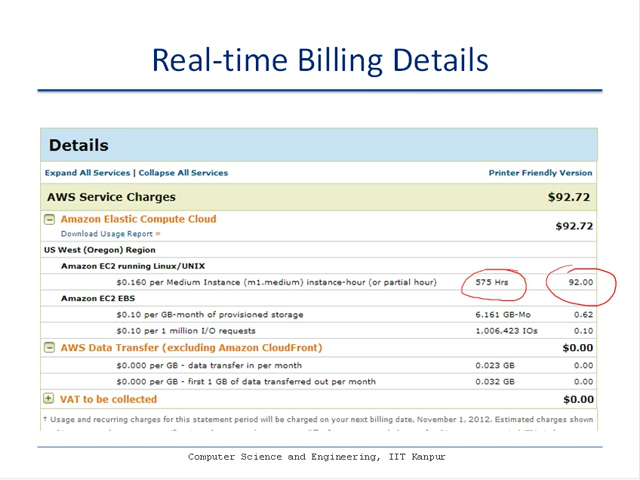 Real-time Billing Details
Details
Expand All Services | Collapse All Services Printer Friendly Version
AWS Service Charges $92.72
Amazon Elastic Compute Cloud $92.72
Download Usage Report »
US West (Oregon) Region
Amazon EC2 running Linux/UNIX
$0.160 per Medium Instance (m1.medium) instance-hour (or partial hour) 575 Hrs 92.00
Amazon EC2 EBS
$0.10 per GB-month of provisioned storage 6.161 GB-Mo 0.62
$0.10 per 1 million I/O requests 1,006,423 IOs 0.10
AWS Data Transfer (excluding Amazon CloudFront) $0.00
$0.000 per GB - data transfer in per month 0.023 GB 0.00
$0.000 per GB - first 1 GB of data transferred out per month 0.032 GB 0.00
VAT to be collected $0.00
† Usage and recurring charges for this statement period will be charged on your next billing date, November 1, 2012. Estimated charges shown
Computer Science and Engineering, IIT Kanpur